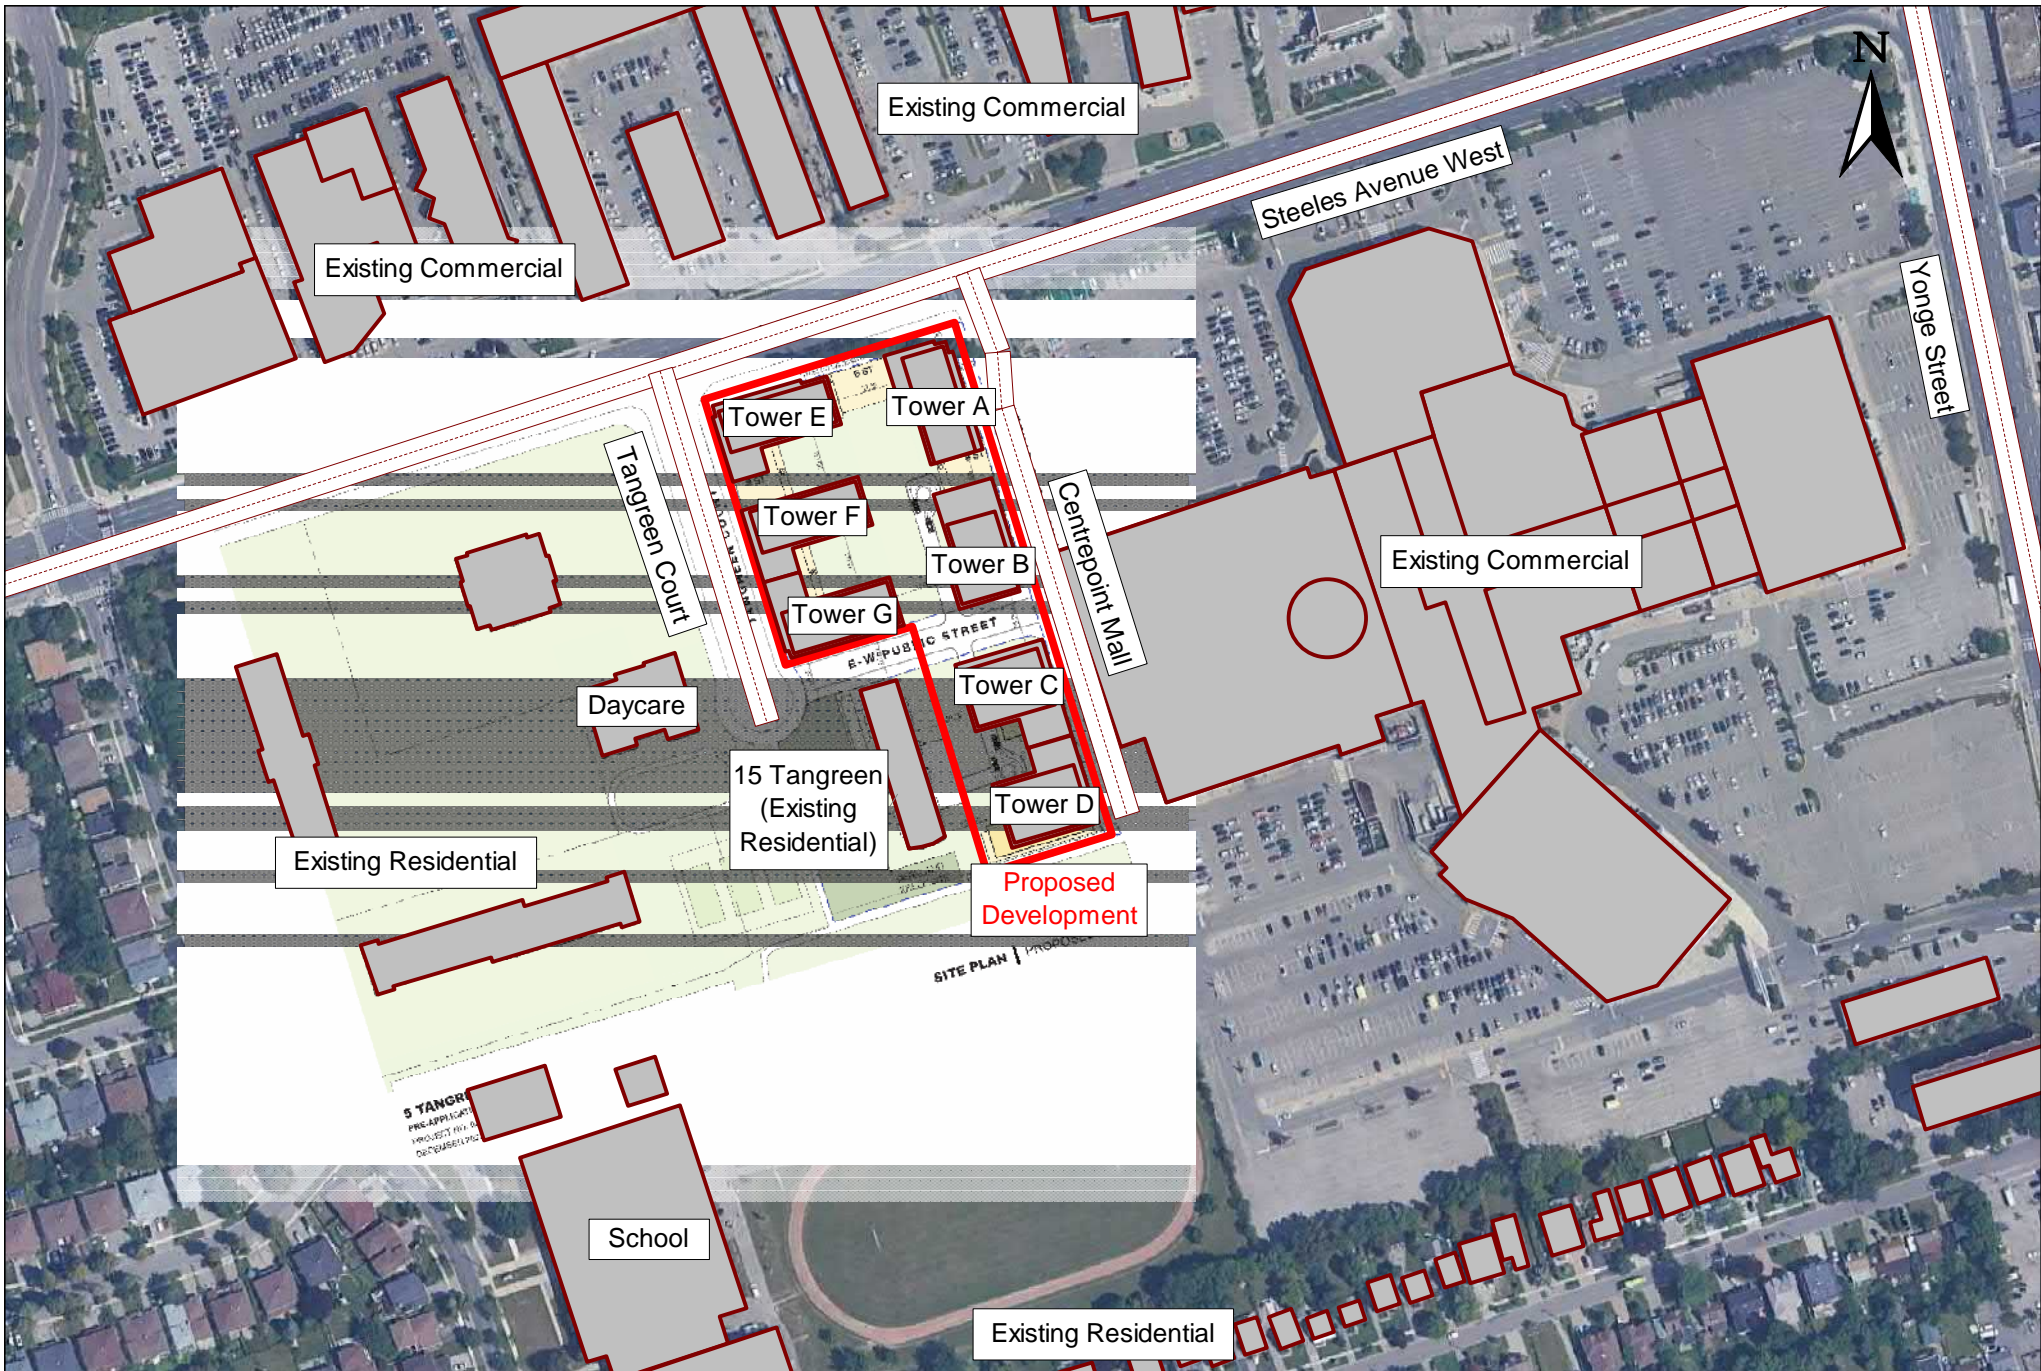 N
Existing Commercial
Steeles Avenue West
Existing Commercial
Yonge Street
Tower E
Tower A
Tangreen Court
Tower F
Centrepoint Mall
Tower B
Existing Commercial
Tower G
E-W PUBLIC STREET
Daycare
Tower C
15 Tangreen
(Existing
Residential)
Tower D
Existing Residential
Proposed
Development
SITE PLAN |
5 TANGRE
School
Existing Residential